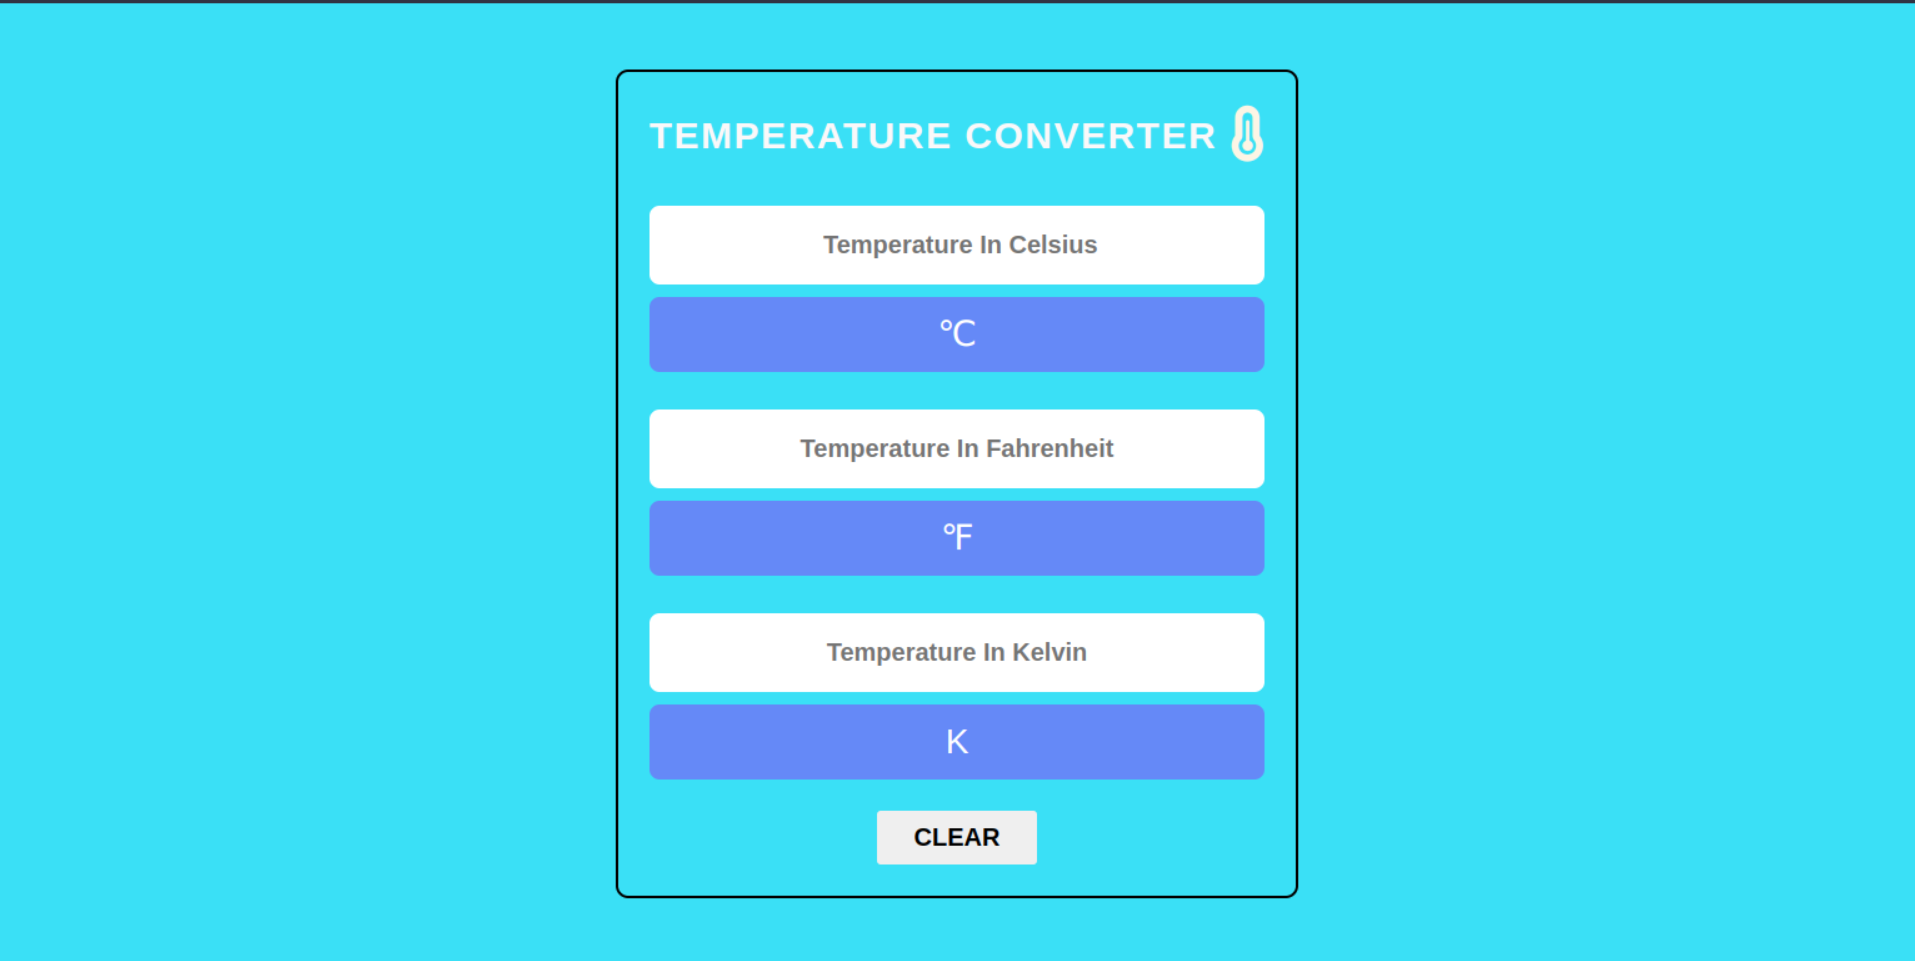 TEMPERATURE CONVERTER
Temperature In Celsius
℃
Temperature In Fahrenheit
℉
Temperature In Kelvin
K
CLEAR